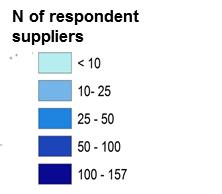 N of respondent
suppliers
< 10
10- 25
25 - 50
50 - 100
100 - 157